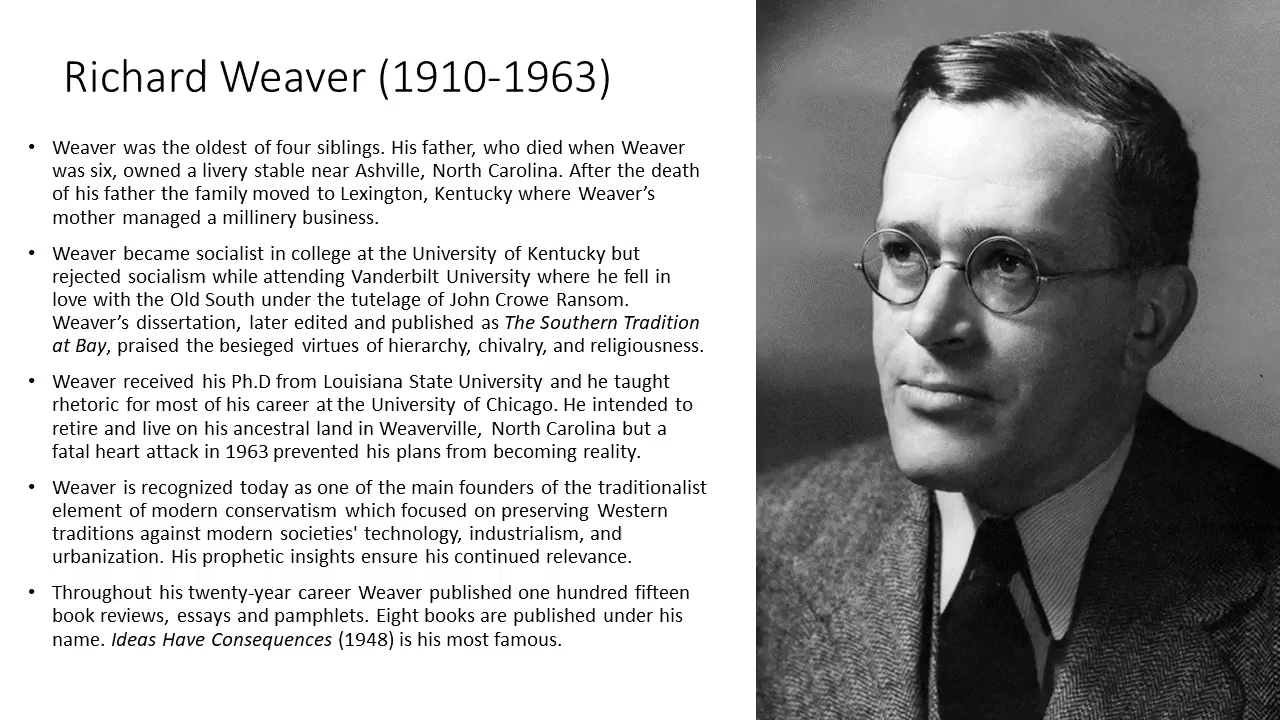 Richard Weaver (1910-1963)
• Weaver was the oldest of four siblings. His father, who died when Weaver
was six, owned a livery stable near Ashville, North Carolina. After the death
of his father the family moved to Lexington, Kentucky where Weaver’s
mother managed a millinery business.
• Weaver became socialist in college at the University of Kentucky but
rejected socialism while attending Vanderbilt University where he fell in
love with the Old South under the tutelage of John Crowe Ransom.
Weaver’s dissertation, later edited and published as The Southern Tradition
at Bay, praised the besieged virtues of hierarchy, chivalry, and religiousness.
• Weaver received his Ph.D from Louisiana State University and he taught
rhetoric for most of his career at the University of Chicago. He intended to
retire and live on his ancestral land in Weaverville, North Carolina but a
fatal heart attack in 1963 prevented his plans from becoming reality.
• Weaver is recognized today as one of the main founders of the traditionalist
element of modern conservatism which focused on preserving Western
traditions against modern societies' technology, industrialism, and
urbanization. His prophetic insights ensure his continued relevance.
• Throughout his twenty-year career Weaver published one hundred fifteen
book reviews, essays and pamphlets. Eight books are published under his
name. Ideas Have Consequences (1948) is his most famous.